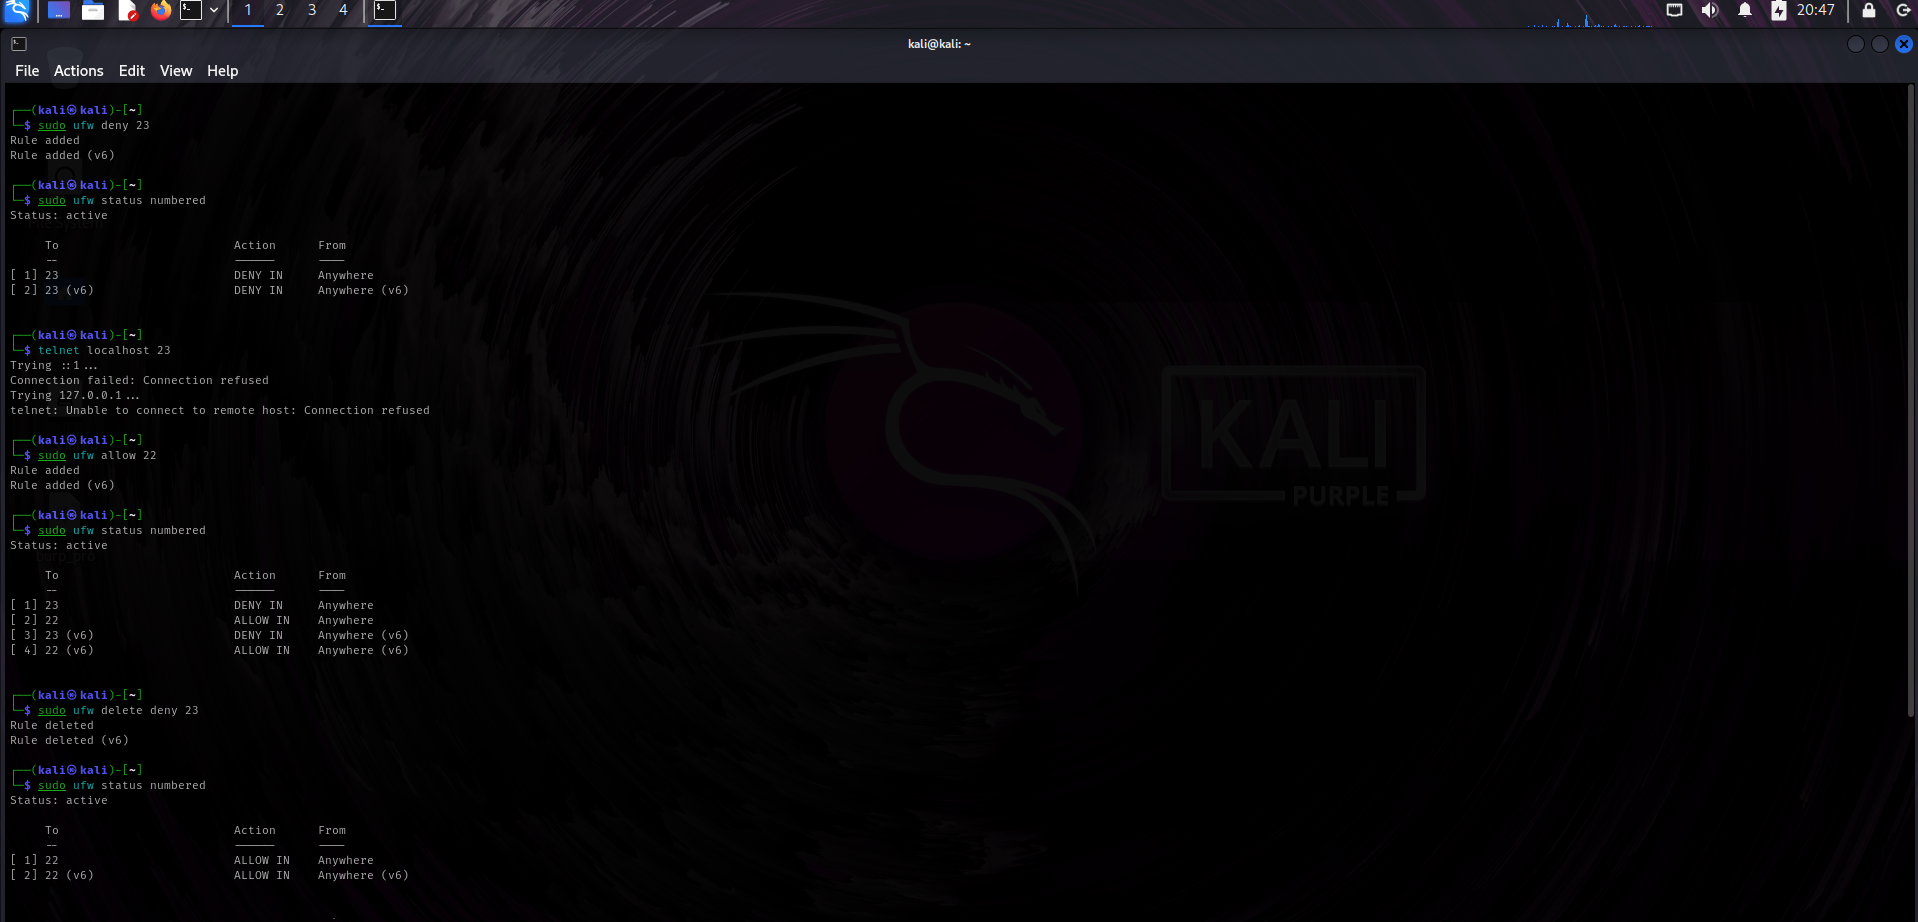 1 2 3 4 20:47
kali@kali: ~
File Actions Edit View Help
┌──(kali㉿kali)-[~]
└─$ sudo ufw deny 23
Rule added
Rule added (v6)
┌──(kali㉿kali)-[~]
└─$ sudo ufw status numbered
Status: active
File System
To Action From
-- ------ ----
[ 1] 23 DENY IN Anywhere
[ 2] 23 (v6) DENY IN Anywhere (v6)
┌──(kali㉿kali)-[~]
└─$ telnet localhost 23
Trying ::1...
Connection failed: Connection refused
Trying 127.0.0.1...
telnet: Unable to connect to remote host: Connection refused
┌──(kali㉿kali)-[~]
└─$ sudo ufw allow 22
Rule added
Rule added (v6)
┌──(kali㉿kali)-[~]
└─$ sudo ufw status numbered
Status: active
To Action From
-- ------ ----
[ 1] 23 DENY IN Anywhere
[ 2] 22 ALLOW IN Anywhere
[ 3] 23 (v6) DENY IN Anywhere (v6)
[ 4] 22 (v6) ALLOW IN Anywhere (v6)
┌──(kali㉿kali)-[~]
└─$ sudo ufw delete deny 23
Rule deleted
Rule deleted (v6)
┌──(kali㉿kali)-[~]
└─$ sudo ufw status numbered
Status: active
To Action From
-- ------ ----
[ 1] 22 ALLOW IN Anywhere
[ 2] 22 (v6) ALLOW IN Anywhere (v6)
KALI
PURPLE